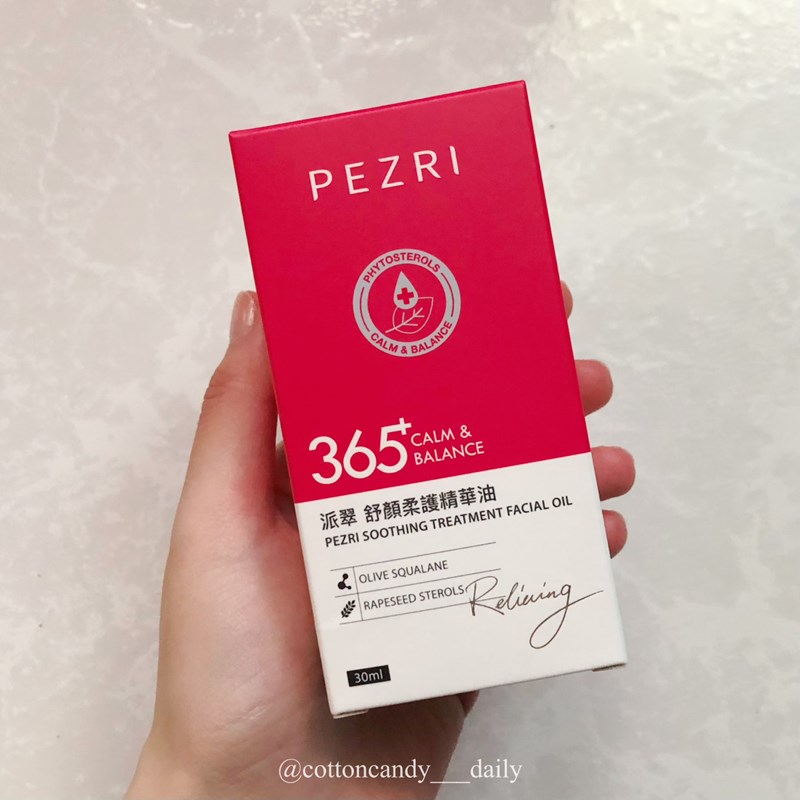 PEZRI
PHYTOSTEROLS
CALM & BALANCE
365+ CALM &
BALANCE
派翠 舒顏柔護精華油
PEZRI SOOTHING TREATMENT FACIAL OIL
OLIVE SQUALANE
RAPESEED STEROLS
Relieving
30ml
@cottoncandy___daily